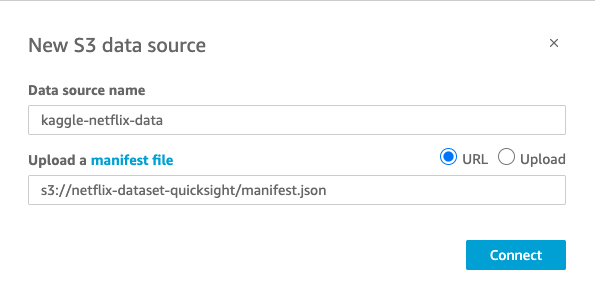 New S3 data source
×
Data source name
kaggle-netflix-data
Upload a manifest file URL Upload
s3://netflix-dataset-quicksight/manifest.json
Connect